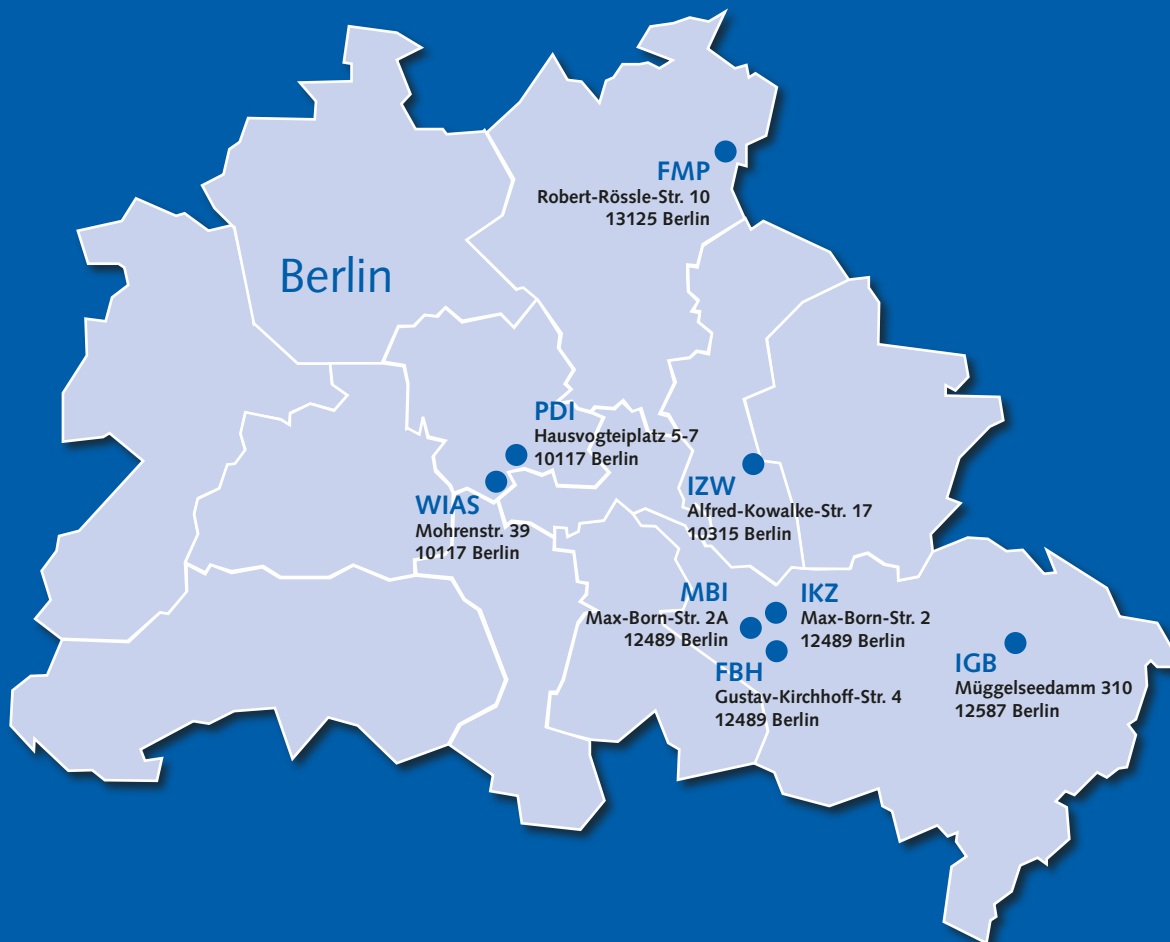 FMP
Robert-Rössle-Str. 10
13125 Berlin
Berlin
PDI
Hausvogteiplatz 5-7
10117 Berlin
WIAS
Mohrenstr. 39
10117 Berlin
IZW
Alfred-Kowalke-Str. 17
10315 Berlin
MBI
Max-Born-Str. 2A
12489 Berlin
IKZ
Max-Born-Str. 2
12489 Berlin
FBH
Gustav-Kirchhoff-Str. 4
12489 Berlin
IGB
Müggelseedamm 310
12587 Berlin